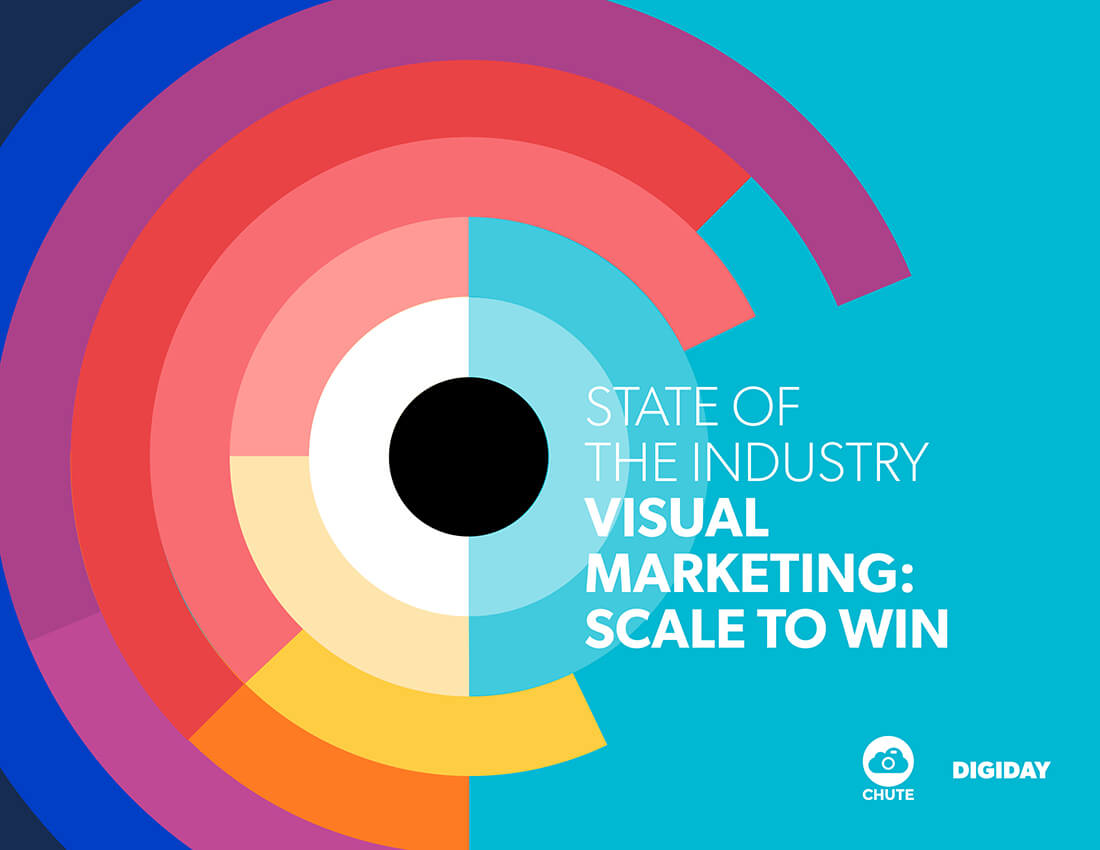 STATE OF
THE INDUSTRY
VISUAL
MARKETING:
SCALE TO WIN
CHUTE
DIGIDAY